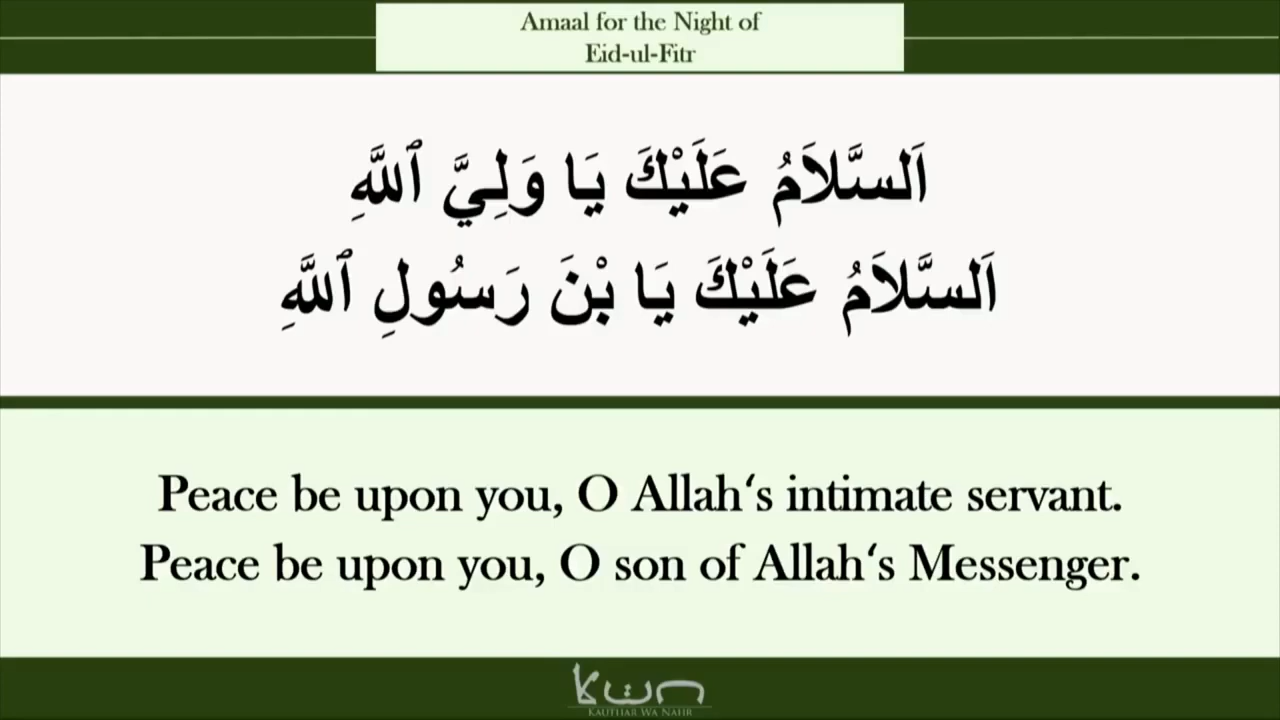 Amaal for the Night of
Eid-ul-Fitr
اَلسَّلاَمُ عَلَيْكَ يَا وَلِيَّ ٱللَّهِ
اَلسَّلاَمُ عَلَيْكَ يَا بْنَ رَسُولِ ٱللَّهِ
Peace be upon you, O Allah‘s intimate servant.
Peace be upon you, O son of Allah‘s Messenger.
KAUTHAR WA NAHR